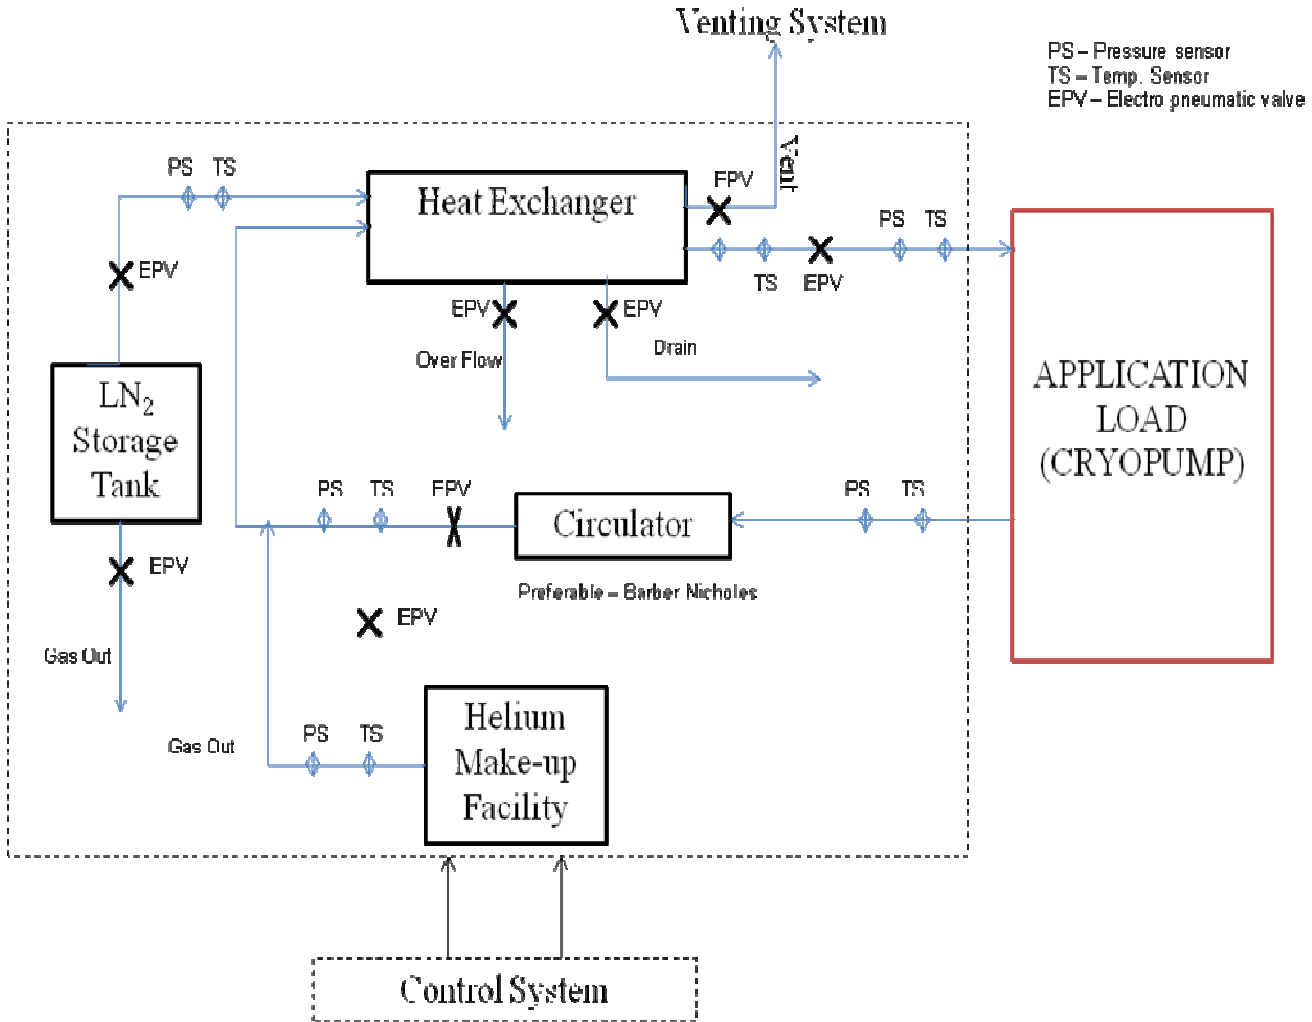 Venting System
PS – Pressure sensor
TS – Temp. Sensor
EPV – Electro pneumatic valve
Vent
PS TS
Heat Exchanger
EPV
PS TS
EPV
TS EPV
EPV
EPV
Over Flow
Drain
LN2
Storage
Tank
APPLICATION
LOAD
(CRYOPUMP)
PS TS EPV
Circulator
PS TS
EPV
Preferable – Barber Nicholes
EPV
Gas Out
Gas Out
PS TS
Helium
Make-up
Facility
Control System